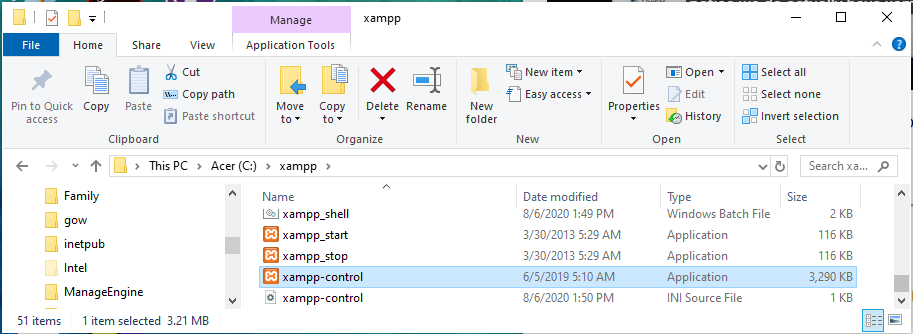 Manage xampp
File Home Share View Application Tools
Pin to Quick access
Copy
Paste
Cut
Copy path
Paste shortcut
Clipboard
Move to
Copy to
Delete
Rename
Organize
New folder
New item
Easy access
New
Properties
Open
Edit
History
Open
Select all
Select none
Invert selection
Select
This PC Acer (C:) xampp Search xa...
Family
gow
inetpub
Intel
ManageEngine
Name Date modified Type Size
xampp_shell 8/6/2020 1:49 PM Windows Batch File 2 KB
xampp_start 3/30/2013 5:29 AM Application 116 KB
xampp_stop 3/30/2013 5:29 AM Application 116 KB
xampp-control 6/5/2019 5:10 AM Application 3,290 KB
xampp-control 8/6/2020 1:50 PM INI Source File 1 KB
51 items 1 item selected 3.21 MB